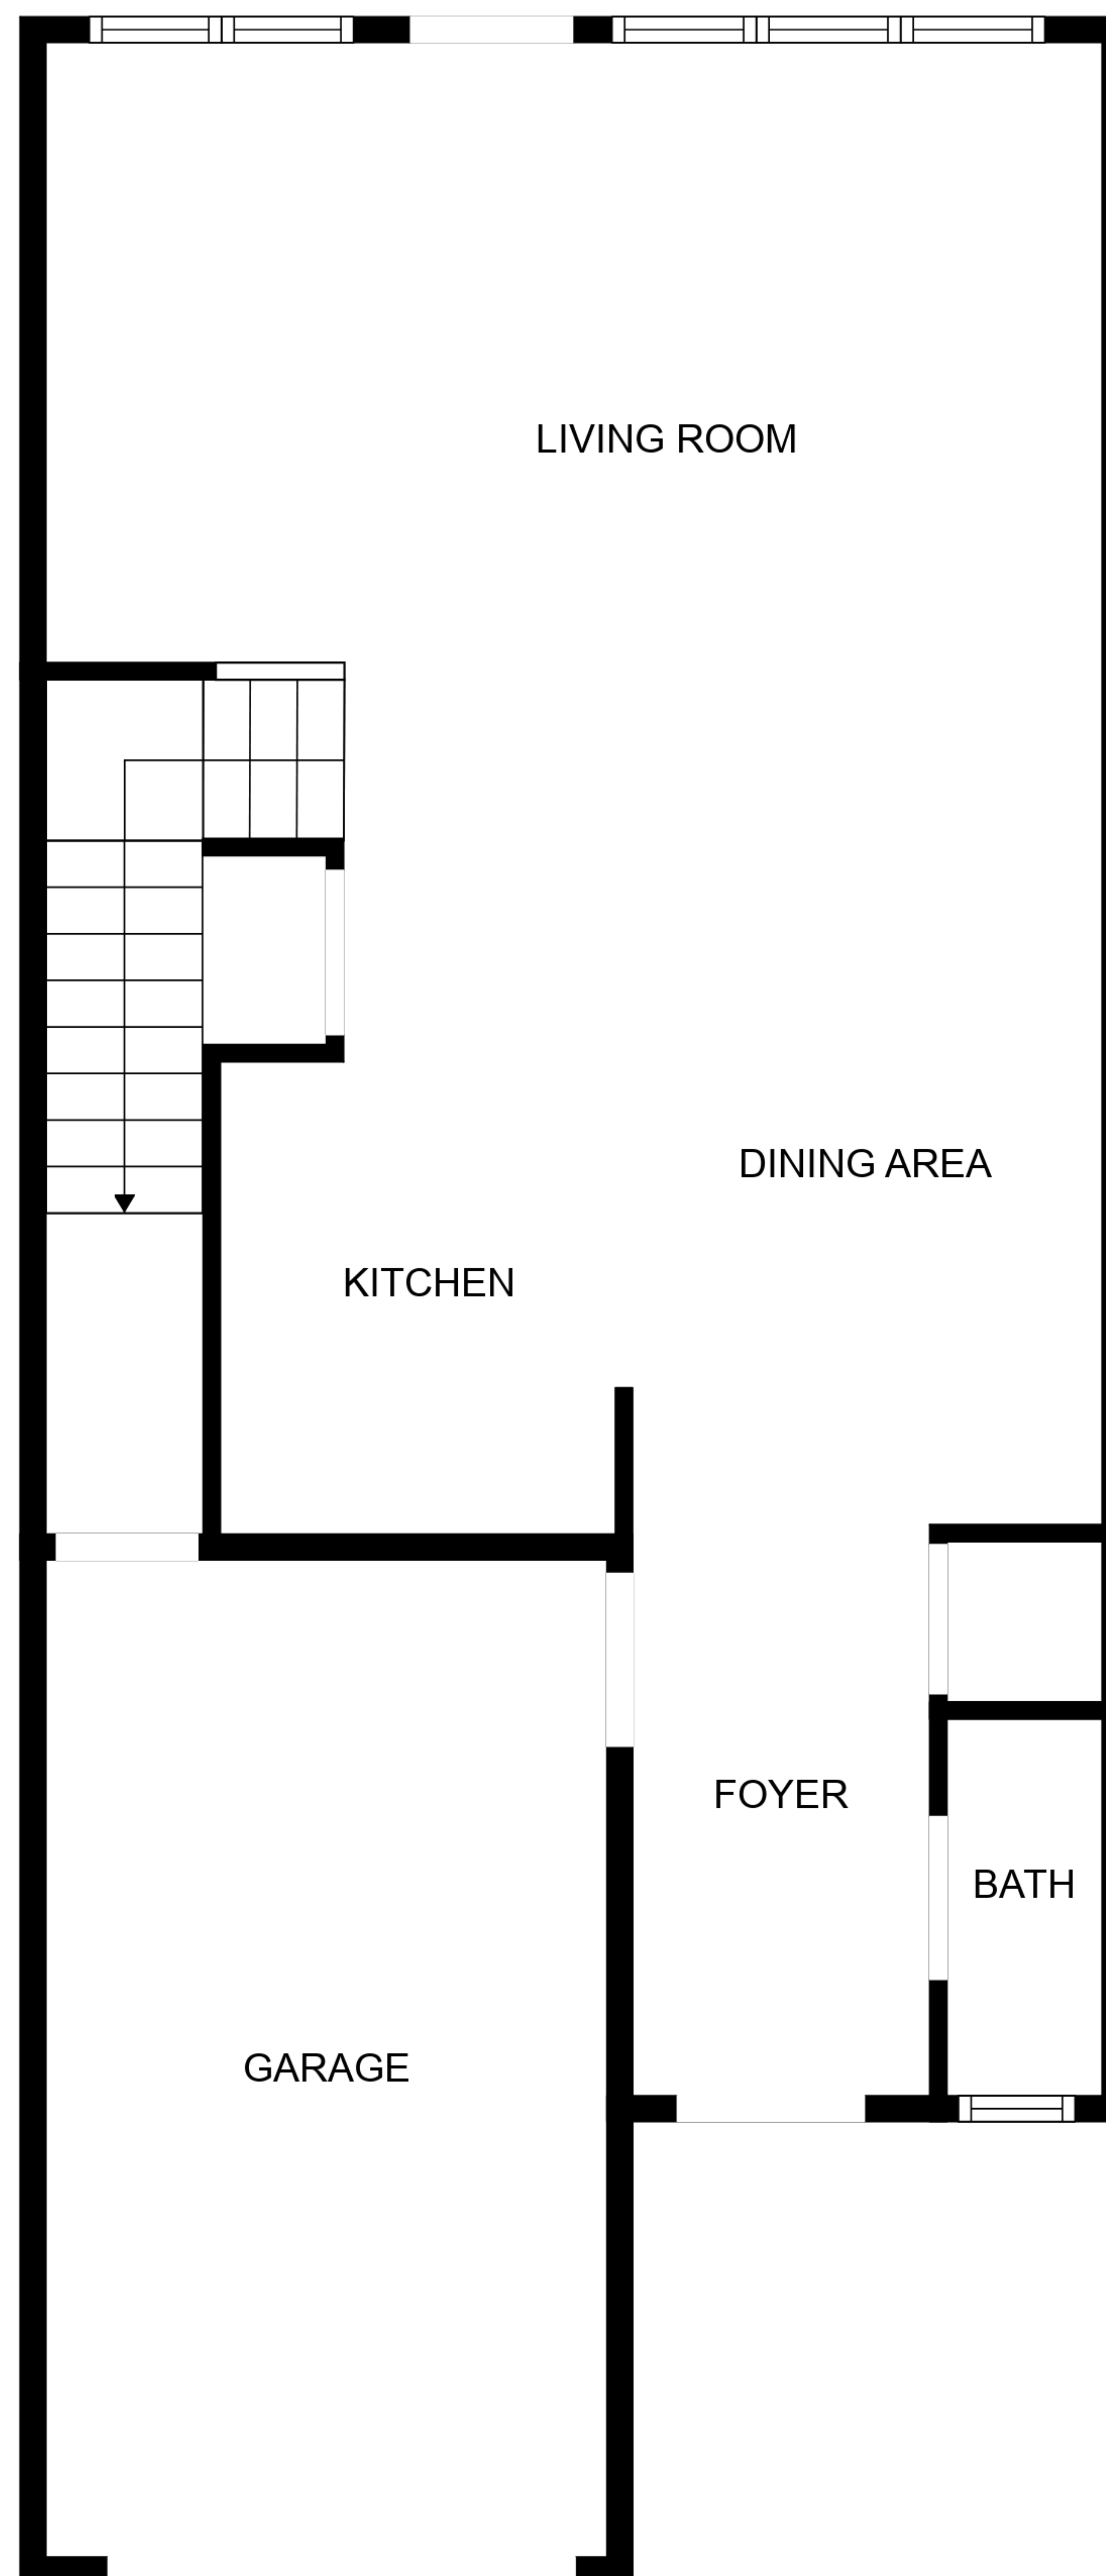 LIVING ROOM
DINING AREA
KITCHEN
FOYER
BATH
GARAGE